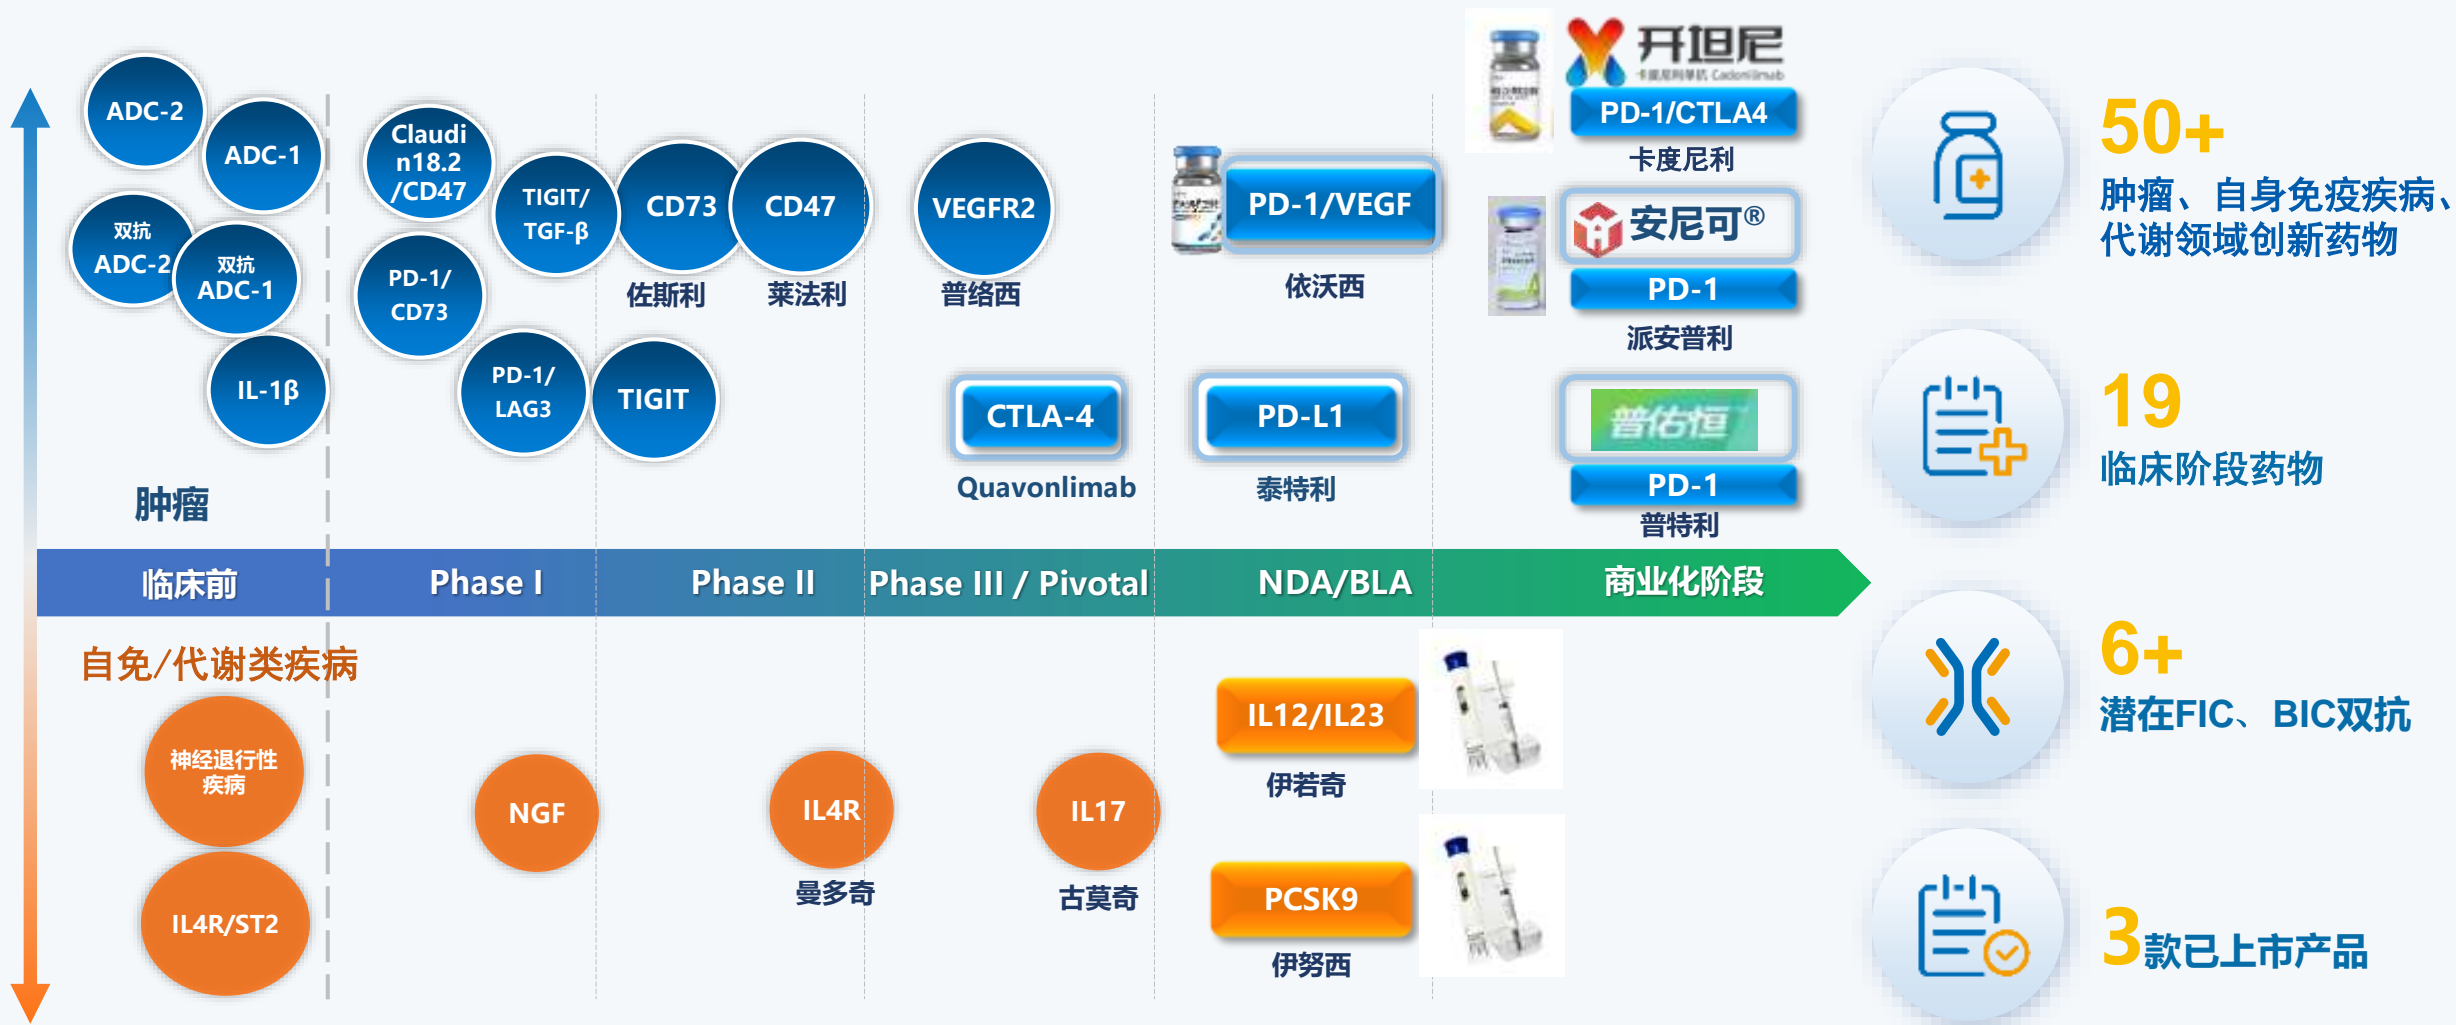 ADC-2
ADC-1
双抗
ADC-2
双抗
ADC-1
IL-1β
肿瘤
Claudi
n18.2
/CD47
TIGIT/
TGF-β
PD-1/
CD73
PD-1/
LAG3
CD73
佐斯利
CD47
莱法利
TIGIT
VEGFR2
普络西
CTLA-4
Quavonlimab
PD-1/VEGF
依沃西
PD-L1
泰特利
开坦尼
卡度尼利单抗 Cadonilimab
PD-1/CTLA4
卡度尼利
安尼可®
PD-1
派安普利
普佑恒
PD-1
普特利
临床前
Phase I
Phase II
Phase III / Pivotal
NDA/BLA
商业化阶段
自免/代谢类疾病
神经退行性
疾病
IL4R/ST2
NGF
IL4R
曼多奇
IL17
古莫奇
IL12/IL23
伊若奇
PCSK9
伊努西
50+
肿瘤、自身免疫疾病、
代谢领域创新药物
19
临床阶段药物
6+
潜在FIC、BIC双抗
3款已上市产品